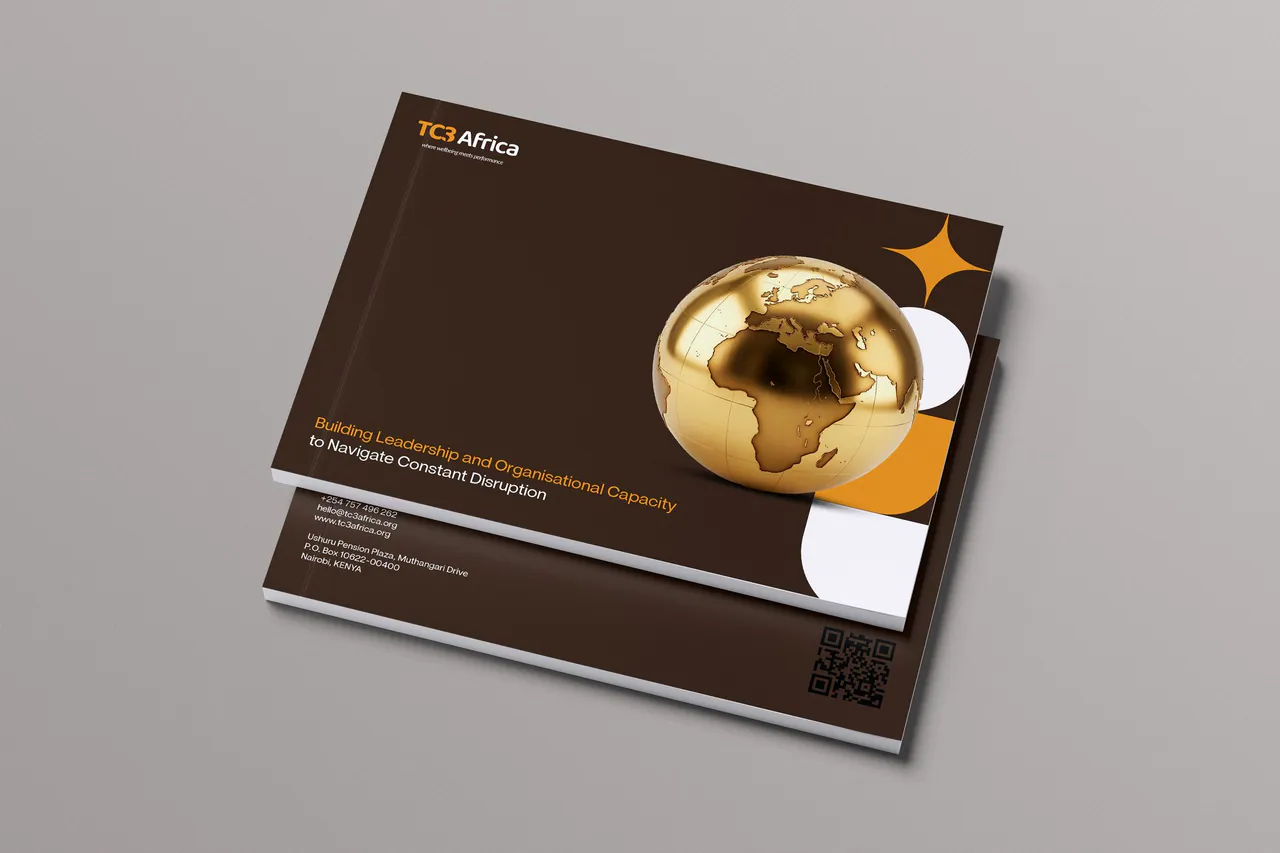 TC3 Africa
where wellbeing meets performance
Building Leadership and Organisational Capacity
to Navigate Constant Disruption
+254 757 496 262
hello@tc3africa.org
www.tc3africa.org
Ushuru Pension Plaza, Muthangari Drive
P.O. Box 10622-00400
Nairobi, KENYA